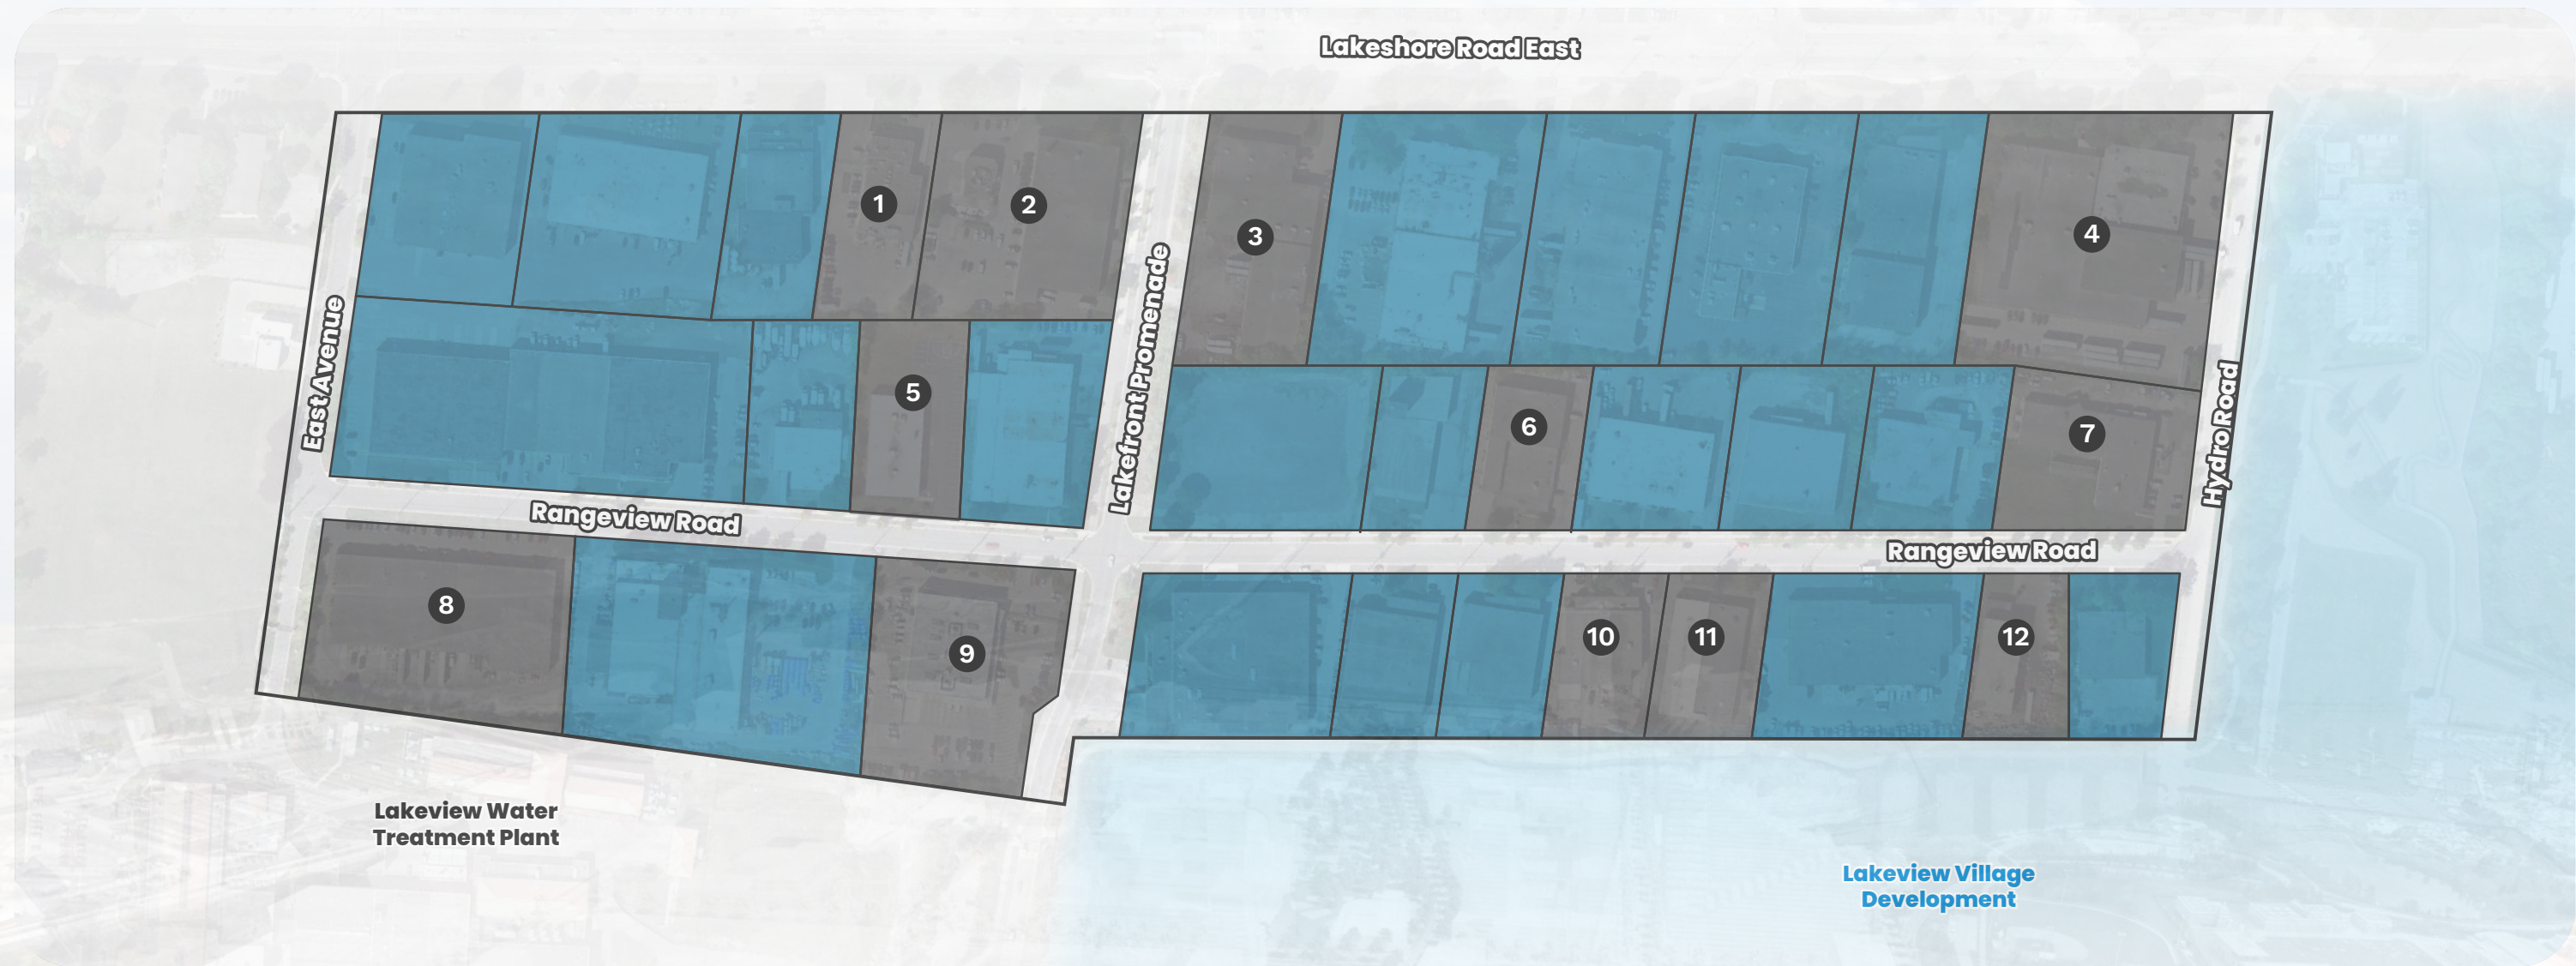 Lakeshore Road East
1
2
3
4
East Avenue
Lakefront Promenade
Hydro Road
5
6
7
Rangeview Road
Rangeview Road
8
9
10
11
12
Lakeview Water
Treatment Plant
Lakeview Village
Development